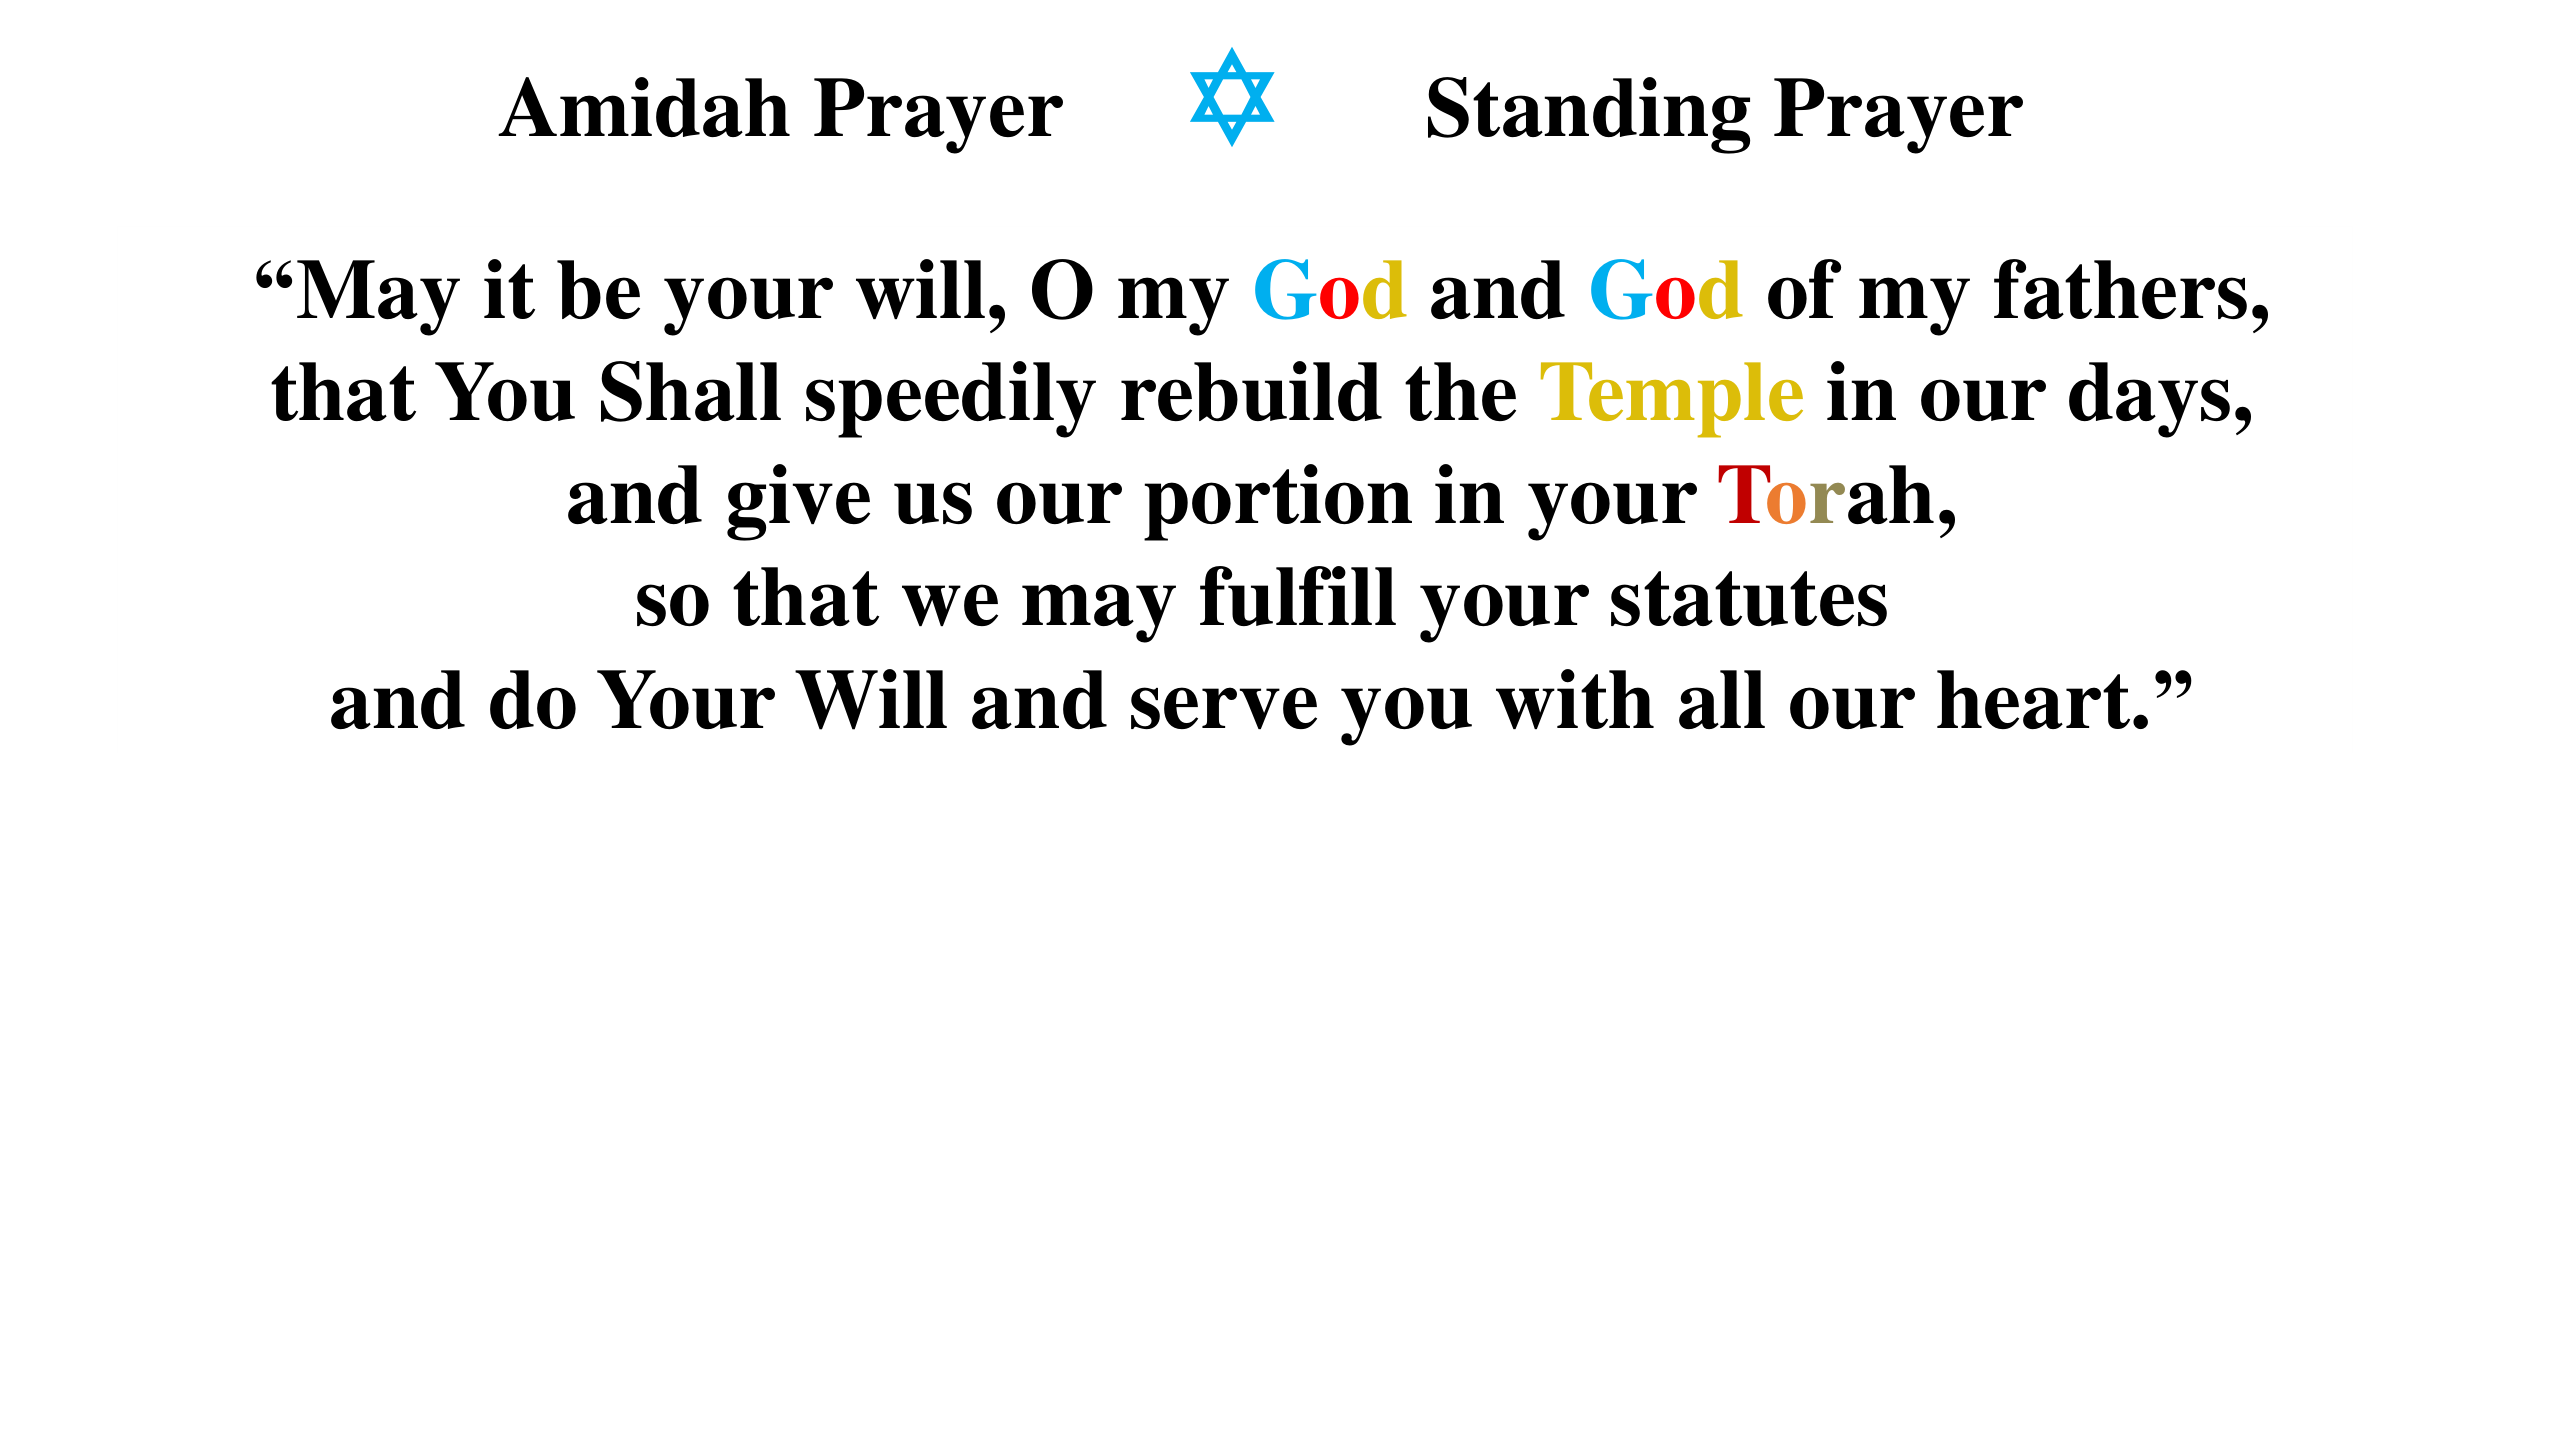 Amidah Prayer ✡ Standing Prayer
“May it be your will, O my God and God of my fathers,
that You Shall speedily rebuild the Temple in our days,
and give us our portion in your Torah,
so that we may fulfill your statutes
and do Your Will and serve you with all our heart.”